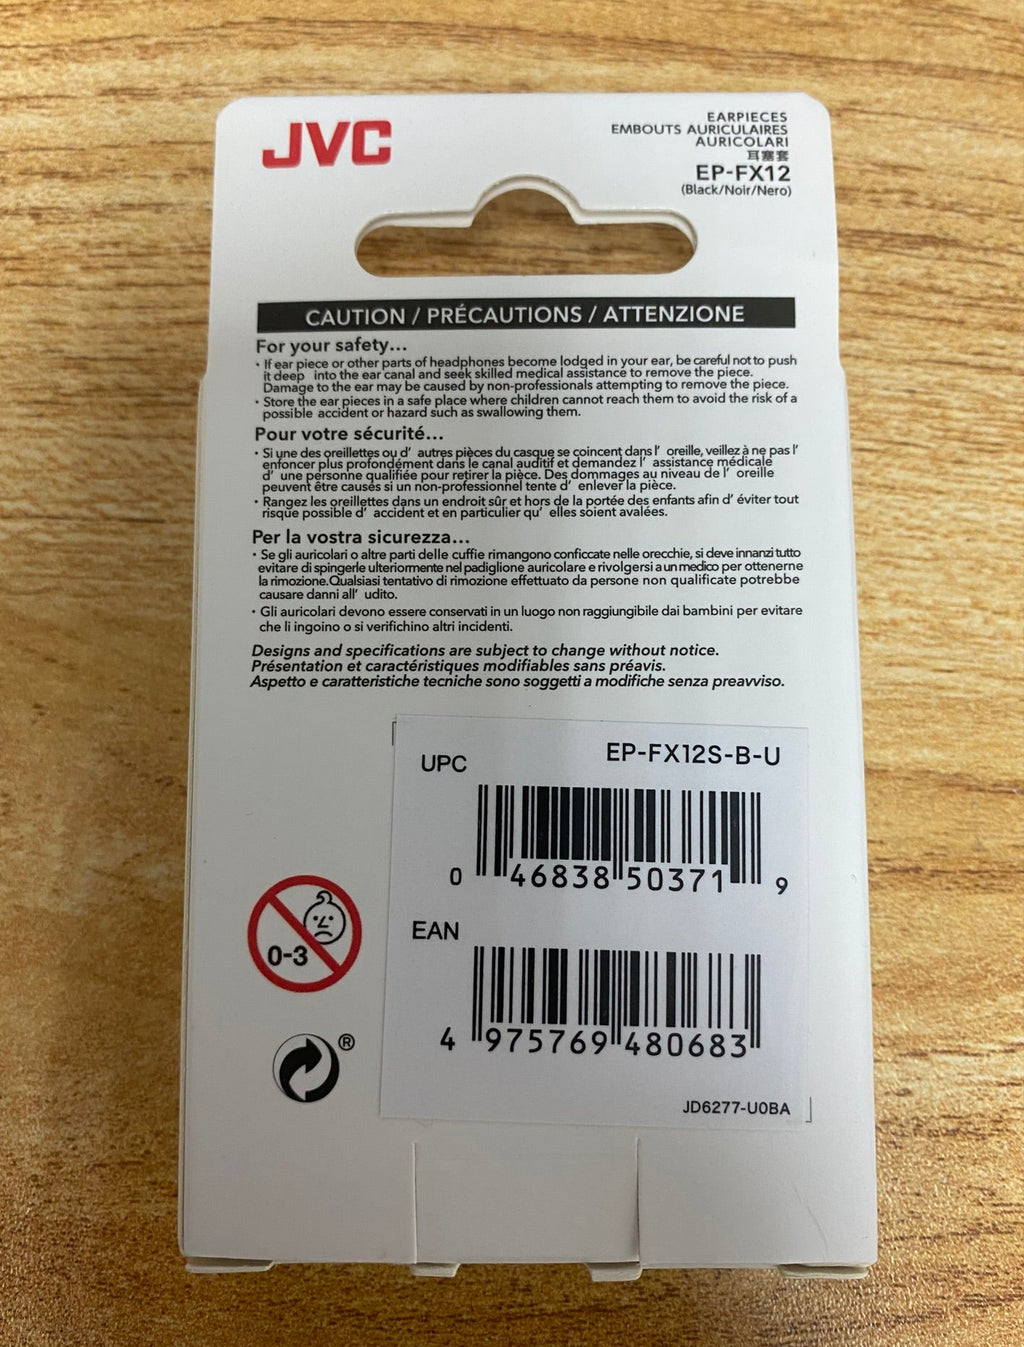 JVC
EARPIECES
EMBOUTS AURICULAIRES
AURICOLARI
耳塞套
EP-FX12
(Black/Noir/Nero)
CAUTION / PRÉCAUTIONS / ATTENZIONE
For your safety...
• If ear piece or other parts of headphones become lodged in your ear, be careful not to push
it deep into the ear canal and seek skilled medical assistance to remove the piece.
Damage to the ear may be caused by non-professionals attempting to remove the piece.
• Store the ear pieces in a safe place where children cannot reach them to avoid the risk of a
possible accident or hazard such as swallowing them.
Pour votre sécurité...
• Si une des oreillettes ou d' autres pièces du casque se coincent dans l' oreille, veillez à ne pas l'
enfoncer plus profondément dans le canal auditif et demandez l' assistance médicale
d' une personne qualifiée pour retirer la pièce. Des dommages au niveau de l' oreille
peuvent être causés si un non-professionnel tente d' enlever la pièce.
• Rangez les oreillettes dans un endroit sûr et hors de la portée des enfants afin d' éviter tout
risque possible d' accident et en particulier qu' elles soient avalées.
Per la vostra sicurezza...
• Se gli auricolari o altre parti delle cuffie rimangono conficcate nelle orecchie, si deve innanzi tutto
evitare di spingerle ulteriormente nel padiglione auricolare e rivolgersi a un medico per ottenerne
la rimozione.Qualsiasi tentativo di rimozione effettuato da persone non qualificate potrebbe
causare danni all' udito.
• Gli auricolari devono essere conservati in un luogo non raggiungibile dai bambini per evitare
che li ingoino o si verifichino altri incidenti.
Designs and specifications are subject to change without notice.
Présentation et caractéristiques modifiables sans préavis.
Aspetto e caratteristiche tecniche sono soggetti a modifiche senza preavviso.
UPC
EP-FX12S-B-U
0 46838 50371 9
EAN
4 975769 480683
0-3
®
JD6277-U0BA